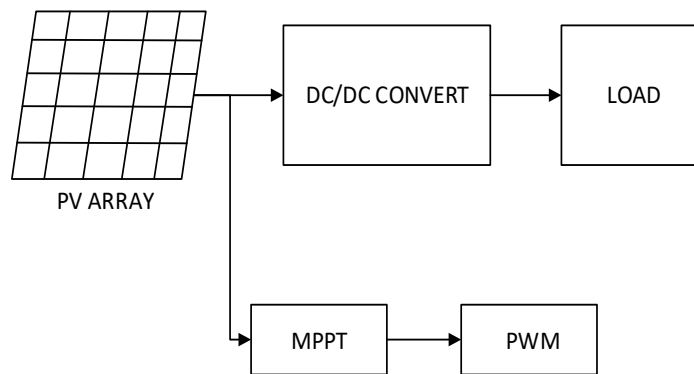 DC/DC CONVERT
LOAD
PV ARRAY
MPPT
PWM